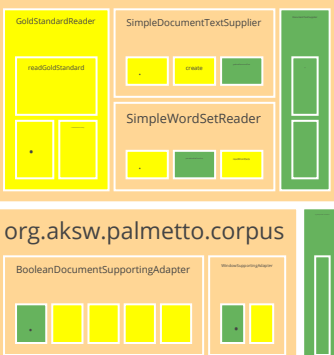 GoldStandardReader
SimpleDocumentTextSupplier
readGoldStandard
create
SimpleWordSetReader
org.aksw.palmetto.corpus
BooleanDocumentSupportingAdapter
WindowSupportingAdapter